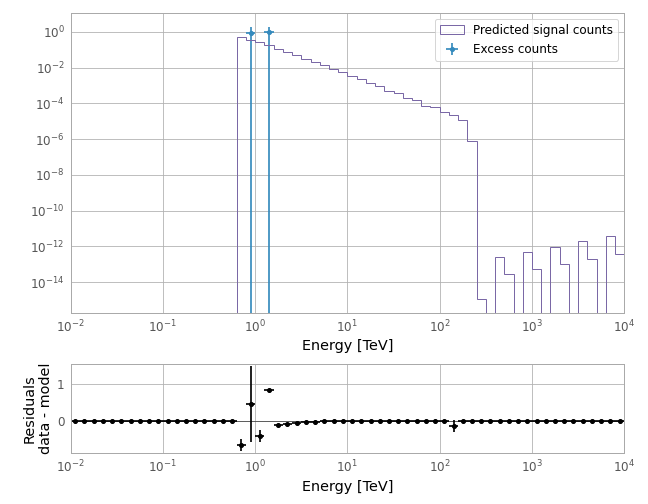 10^0
10^-2
10^-4
10^-6
10^-8
10^-10
10^-12
10^-14
Predicted signal counts
Excess counts
10^-2 10^-1 10^0 10^1 10^2 10^3 10^4
Energy [TeV]
Residuals
data - model
1
0
10^-2 10^-1 10^0 10^1 10^2 10^3 10^4
Energy [TeV]